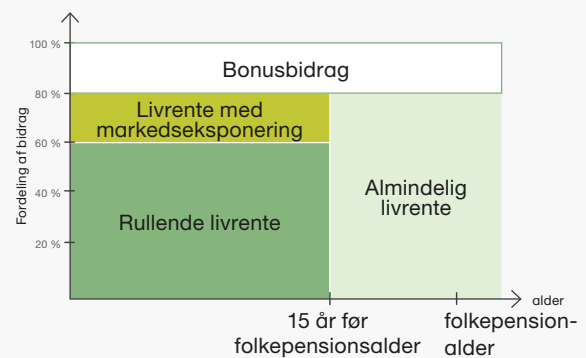 100 %
80 %
60 %
40 %
20 %
Fordeling af bidrag
Bonusbidrag
Livrente med
markedseksponering
Rullende livrente
Almindelig
livrente
alder
15 år før
folkepensionsalder
folkepension-
alder